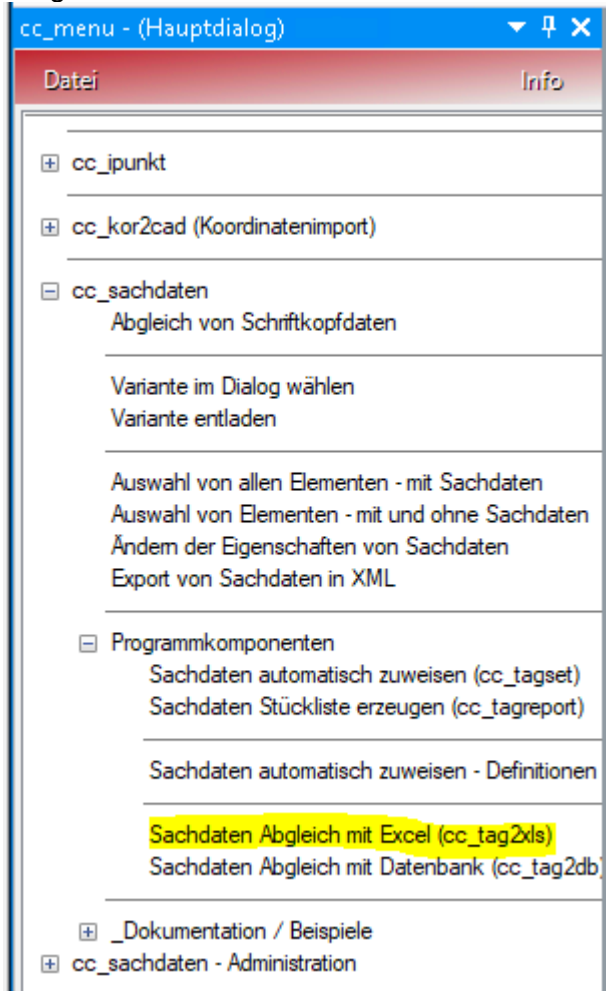 cc_menu - (Hauptdialog)
Datei Info
cc_ipunkt
cc_kor2cad (Koordinatenimport)
cc_sachdaten
Abgleich von Schriftkopfdaten
Variante im Dialog wählen
Variante entladen
Auswahl von allen Elementen - mit Sachdaten
Auswahl von Elementen - mit und ohne Sachdaten
Ändern der Eigenschaften von Sachdaten
Export von Sachdaten in XML
Programmkomponenten
Sachdaten automatisch zuweisen (cc_tagset)
Sachdaten Stückliste erzeugen (cc_tagreport)
Sachdaten automatisch zuweisen - Definitionen
Sachdaten Abgleich mit Excel (cc_tag2xls)
Sachdaten Abgleich mit Datenbank (cc_tag2db)
_Dokumentation / Beispiele
cc_sachdaten - Administration